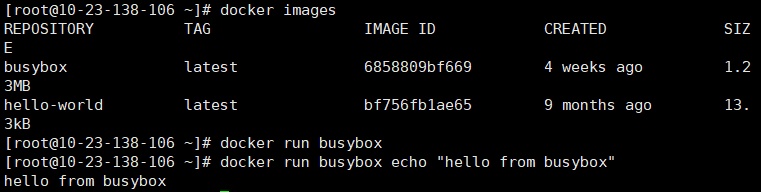 [root@10-23-138-106 ~]# docker images
REPOSITORY TAG IMAGE ID CREATED SIZ
E
busybox latest 6858809bf669 4 weeks ago 1.2
3MB
hello-world latest bf756fb1ae65 9 months ago 13.
3kB
[root@10-23-138-106 ~]# docker run busybox
[root@10-23-138-106 ~]# docker run busybox echo "hello from busybox"
hello from busybox